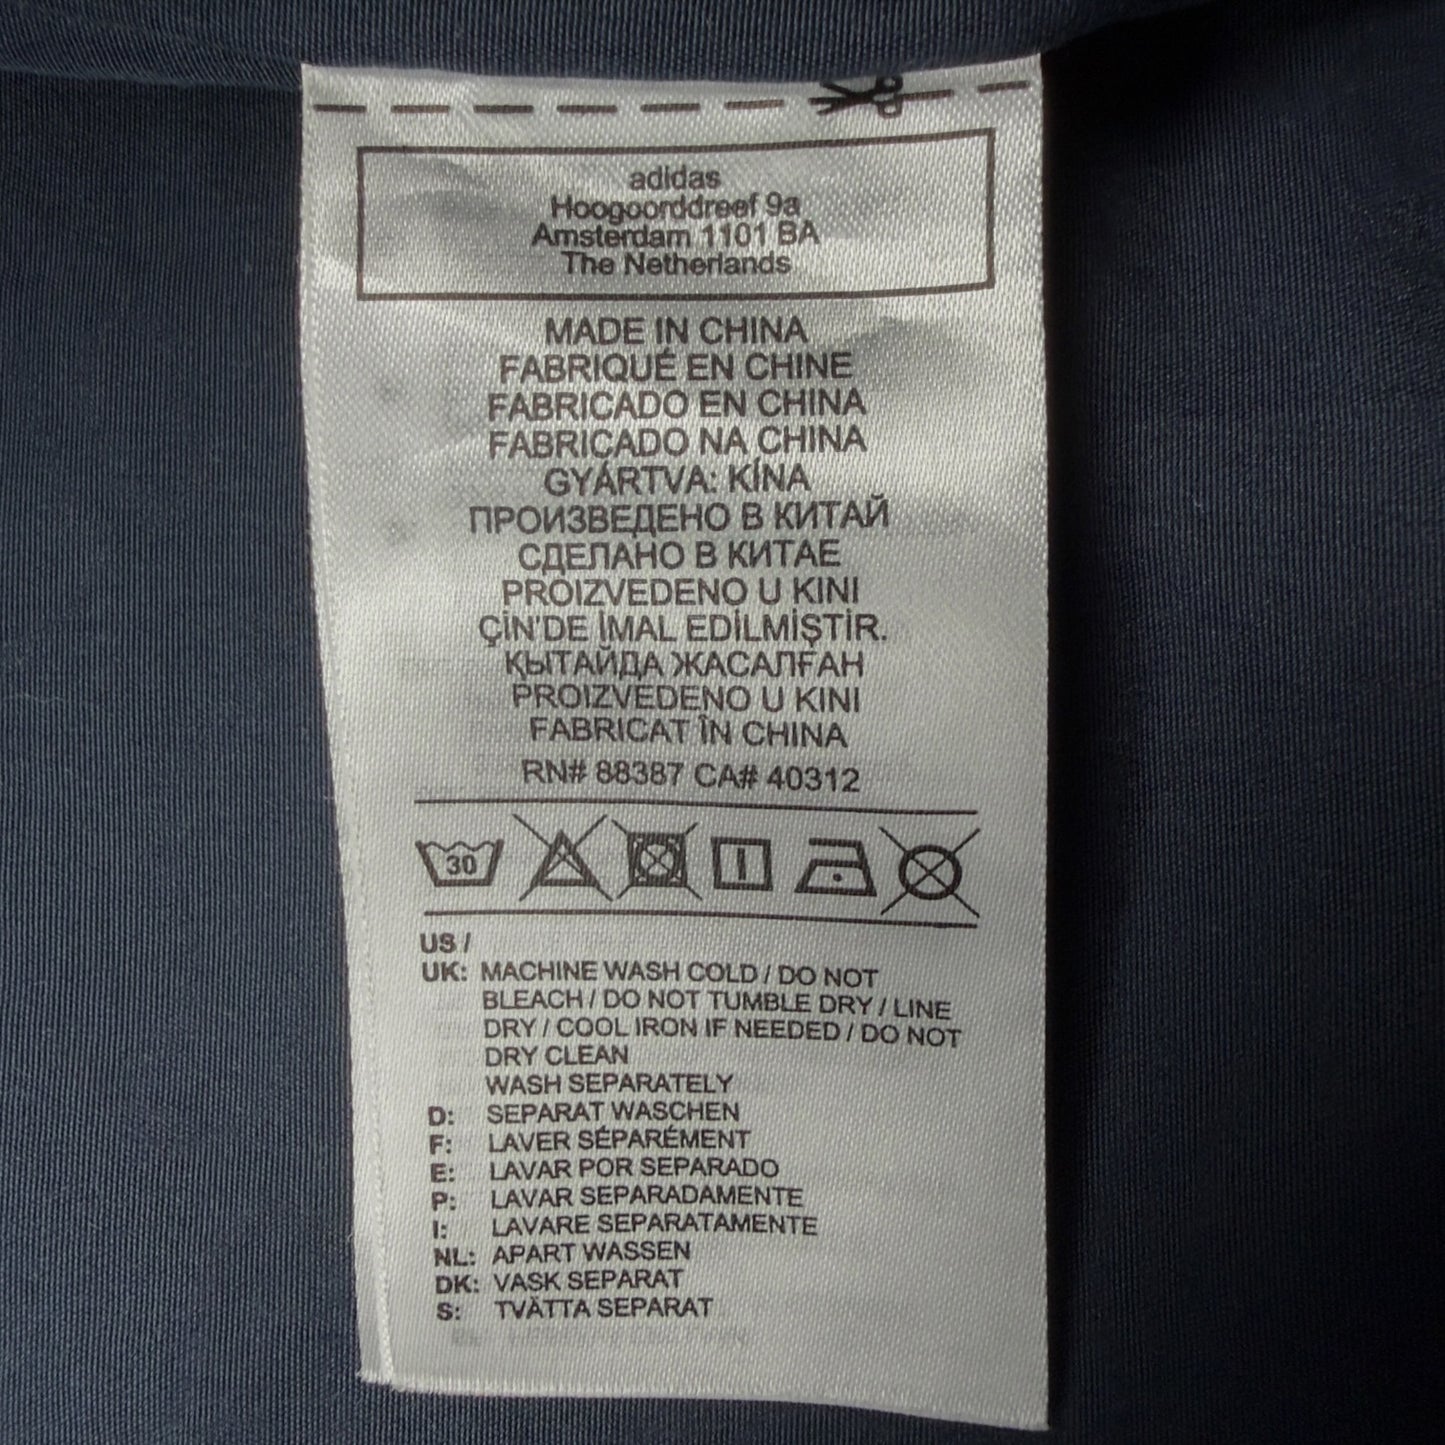 adidas
Hoogoorddreef 9a
Amsterdam 1101 BA
The Netherlands
MADE IN CHINA
FABRIQUÉ EN CHINE
FABRICADO EN CHINA
FABRICADO NA CHINA
GYÁRTVA: KÍNA
ПРОИЗВЕДЕНО В КИТАЙ
СДЕЛАНО В КИТАЕ
PROIZVEDENO U KINI
ÇİN'DE İMAL EDİLMİŞTİR.
ҚЫТАЙДА ЖАСАЛҒАН
PROIZVEDENO U KINI
FABRICAT ÎN CHINA
RN# 88387 CA# 40312
30
US /
UK: MACHINE WASH COLD / DO NOT
BLEACH / DO NOT TUMBLE DRY / LINE
DRY / COOL IRON IF NEEDED / DO NOT
DRY CLEAN
WASH SEPARATELY
D: SEPARAT WASCHEN
F: LAVER SÉPARÉMENT
E: LAVAR POR SEPARADO
P: LAVAR SEPARADAMENTE
I: LAVARE SEPARATAMENTE
NL: APART WASSEN
DK: VASK SEPARAT
S: TVÄTTA SEPARAT